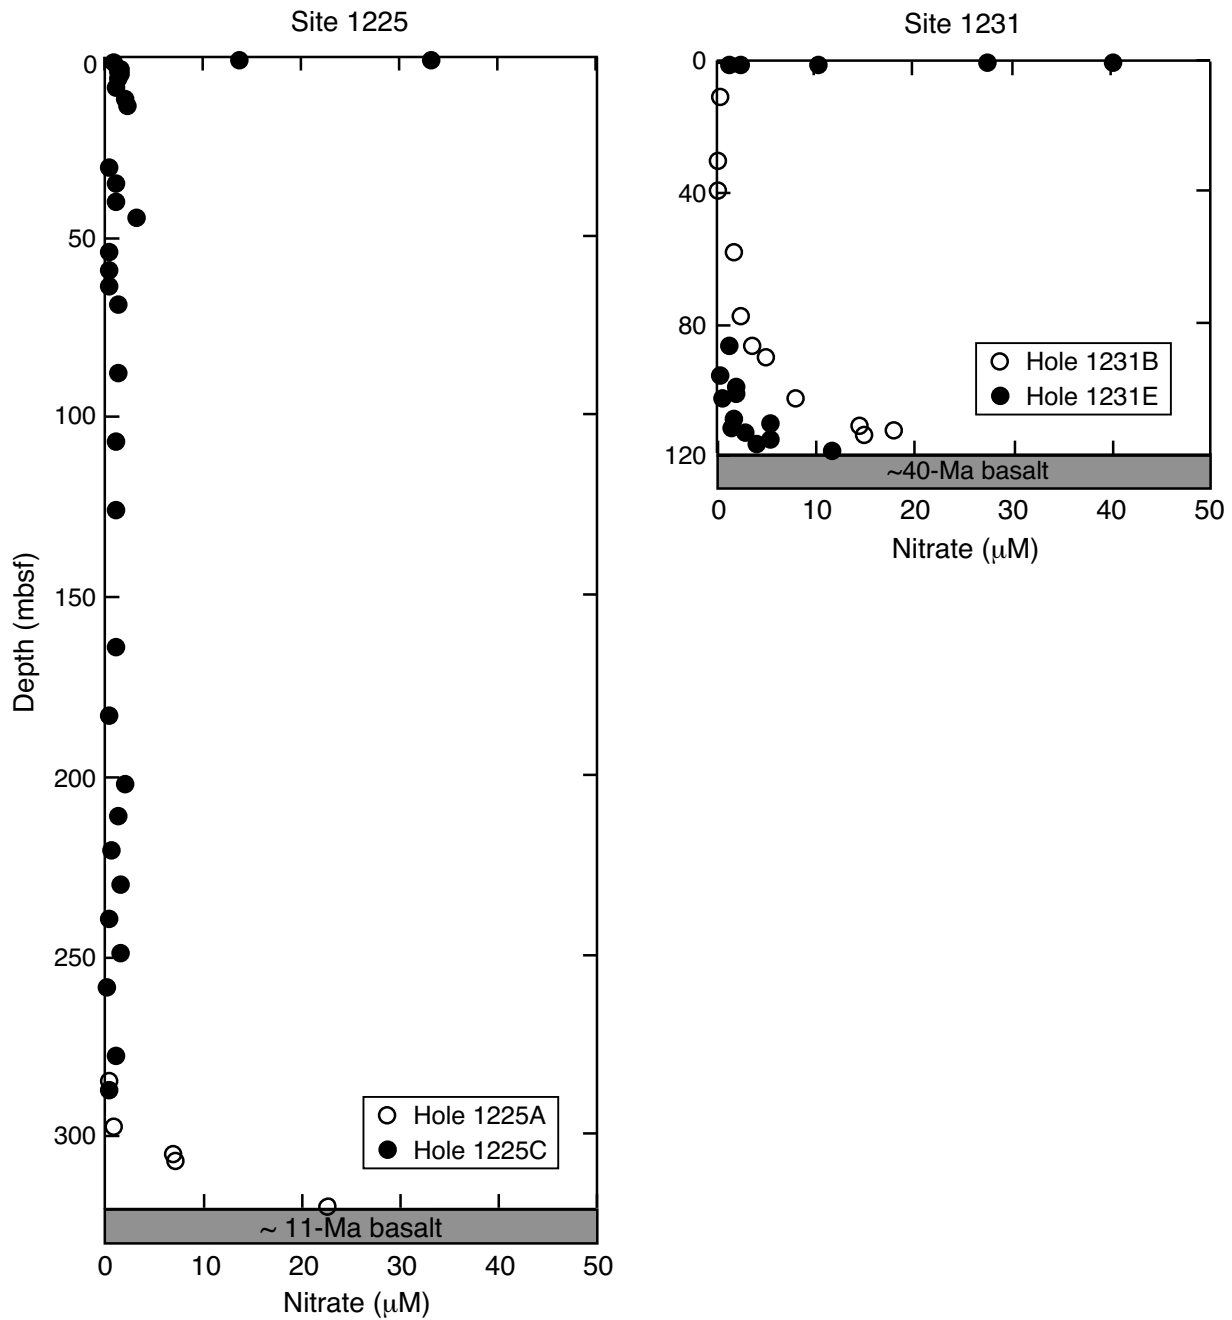 Site 1225
0
50
100
150
200
250
300
Depth (mbsf)
Hole 1225A
Hole 1225C
~ 11-Ma basalt
0 10 20 30 40 50
Nitrate (μM)
Site 1231
0
40
80
120
Hole 1231B
Hole 1231E
~40-Ma basalt
0 10 20 30 40 50
Nitrate (μM)